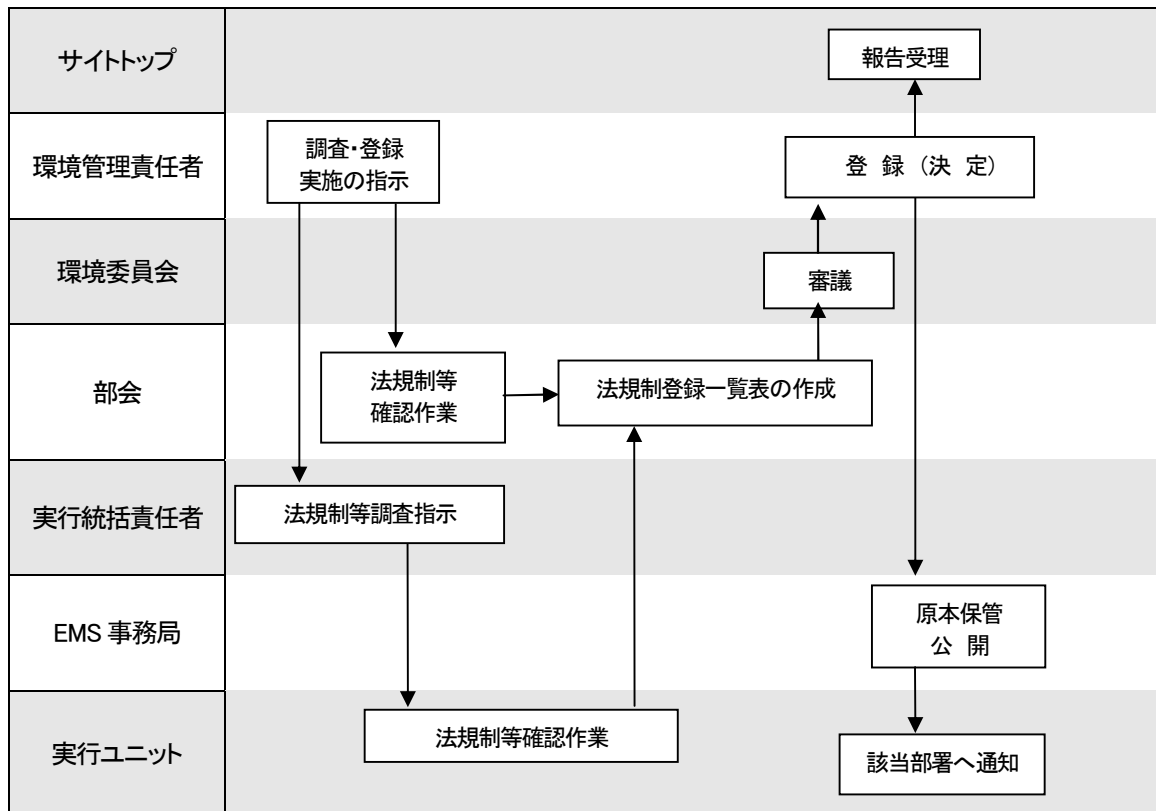 サイトトップ
報告受理
環境管理責任者
調査・登録
実施の指示
登 録 （決 定）
環境委員会
審議
部会
法規制等
確認作業
法規制登録一覧表の作成
実行統括責任者
法規制等調査指示
EMS 事務局
原本保管
公 開
実行ユニット
法規制等確認作業
該当部署へ通知